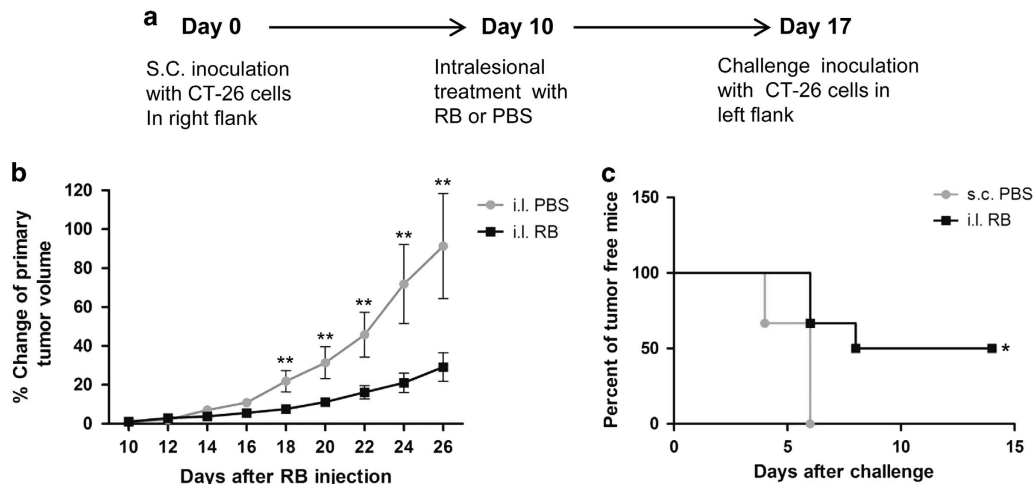 a
Day 0
Day 10
Day 17
S.C. inoculation
with CT-26 cells
In right flank
Intralesional
treatment with
RB or PBS
Challenge inoculation
with CT-26 cells in
left flank
b
% Change of primary
tumor volume
120
100
80
60
40
20
0
**
**
**
**
**
i.l. PBS
i.l. RB
10 12 14 16 18 20 22 24 26
Days after RB injection
c
Percent of tumor free mice
s.c. PBS
i.l. RB
100
50
0
*
0 5 10 15
Days after challenge